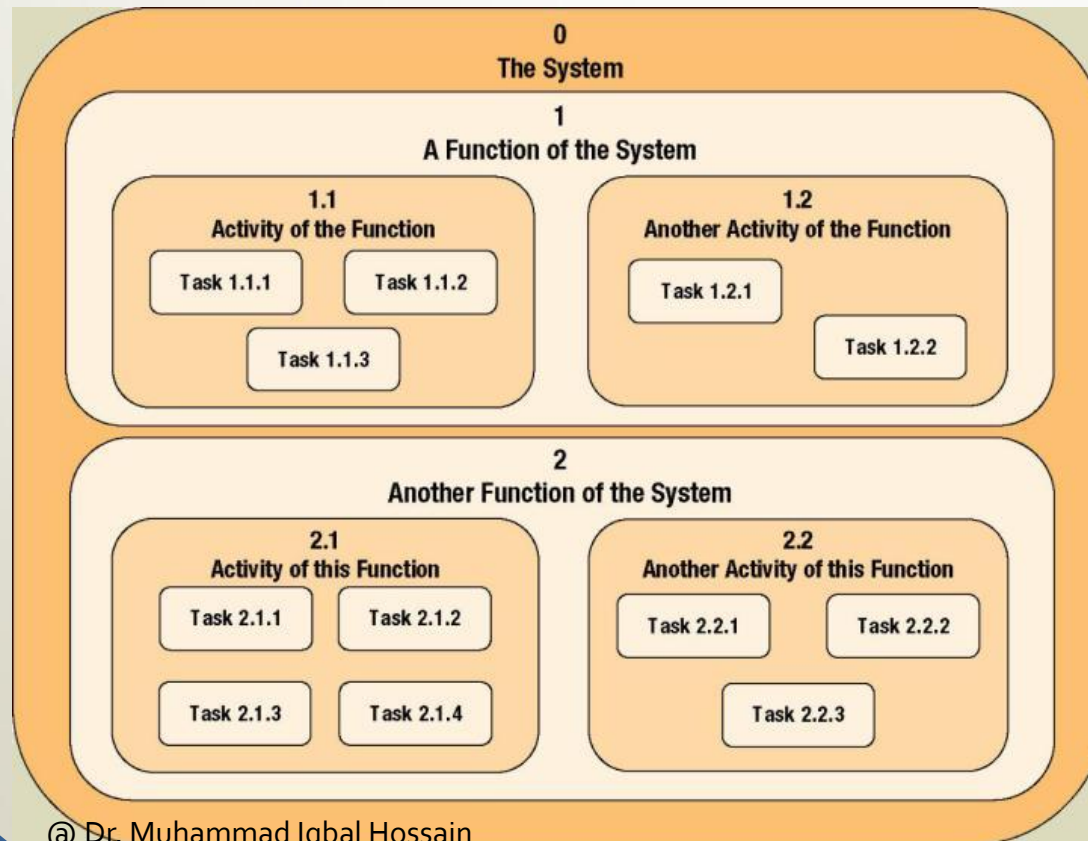 0
The System
1
A Function of the System
1.1
Activity of the Function
Task 1.1.1
Task 1.1.2
Task 1.1.3
1.2
Another Activity of the Function
Task 1.2.1
Task 1.2.2
2
Another Function of the System
2.1
Activity of this Function
Task 2.1.1
Task 2.1.2
Task 2.1.3
Task 2.1.4
2.2
Another Activity of this Function
Task 2.2.1
Task 2.2.2
Task 2.2.3
@ Dr. Muhammad Iqbal Hossain